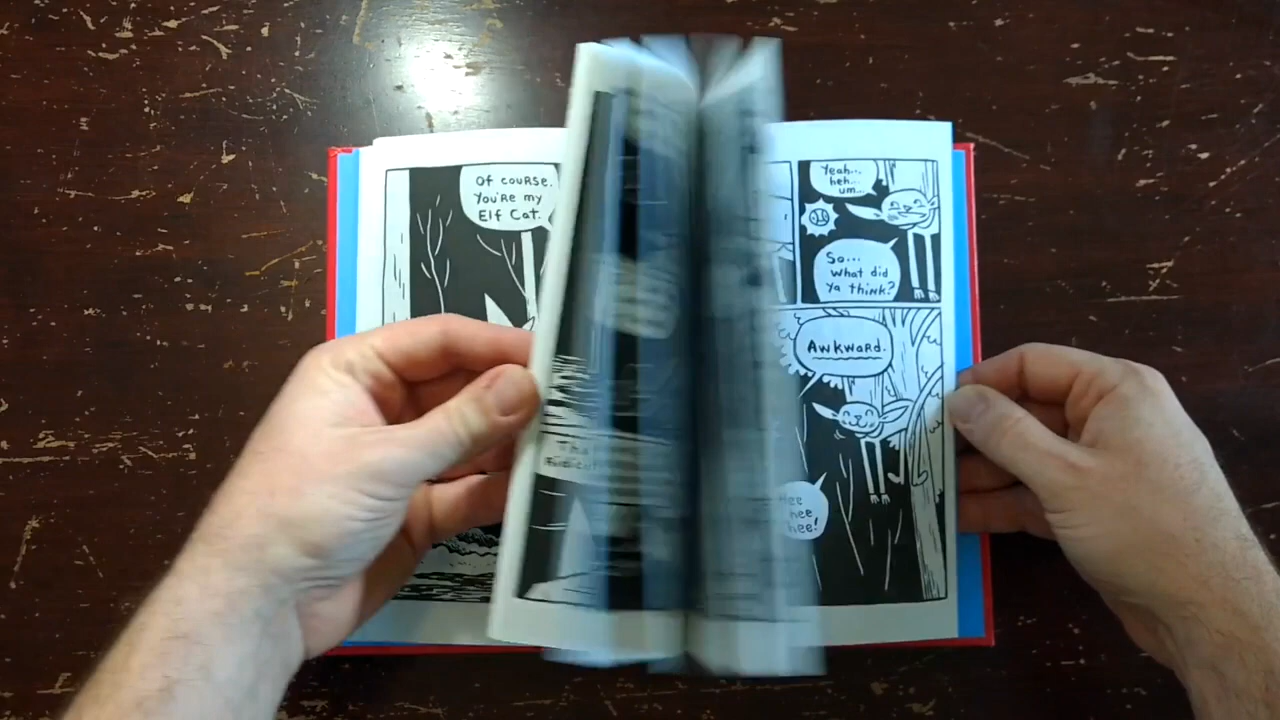 Of course.
You're my
Elf Cat.
Yeah...
heh...
um...
So...
What did
ya think?
Awkward.
Hee
hee
hee!